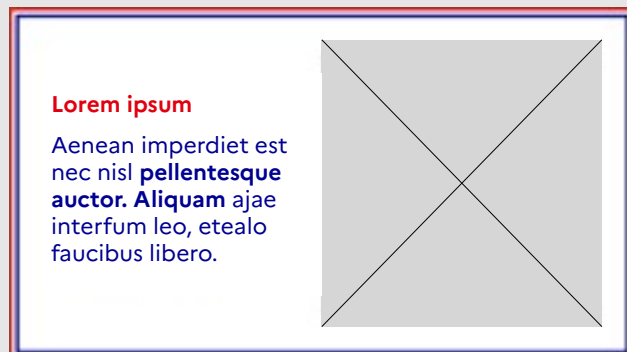 Lorem ipsum
Aenean imperdiet est
nec nisl pellentesque
auctor. Aliquam ajae
interfum leo, etealo
faucibus libero.